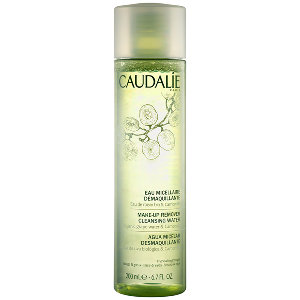 CAUDALIE
PARIS
EAU MICELLAIRE
DÉMAQUILLANTE
MAKE-UP REMOVER
CLEANSING WATER
AGUA MICELAR
DESMAQUILLANTE
200 mL ℮ 6.7 FL. OZ